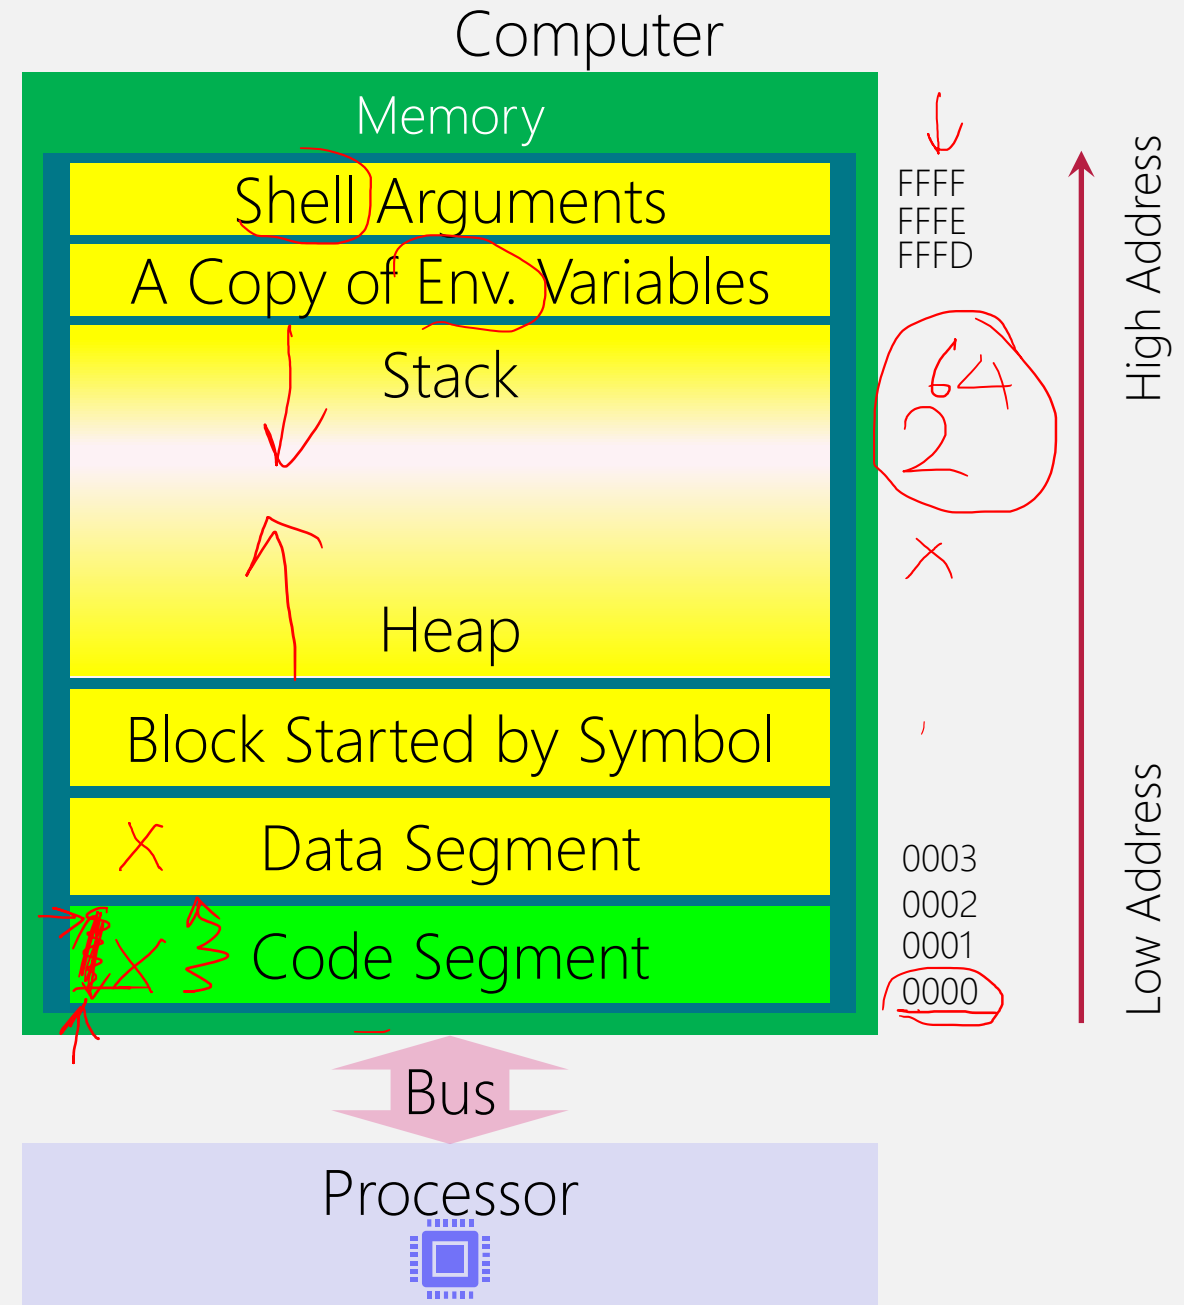 Computer
Memory
Shell Arguments
A Copy of Env. Variables
Stack
Heap
Block Started by Symbol
Data Segment
Code Segment
Bus
Processor
FFFF
FFFE
FFFD
64
2
X
0003
0002
0001
0000
High Address
Low Address
X
X